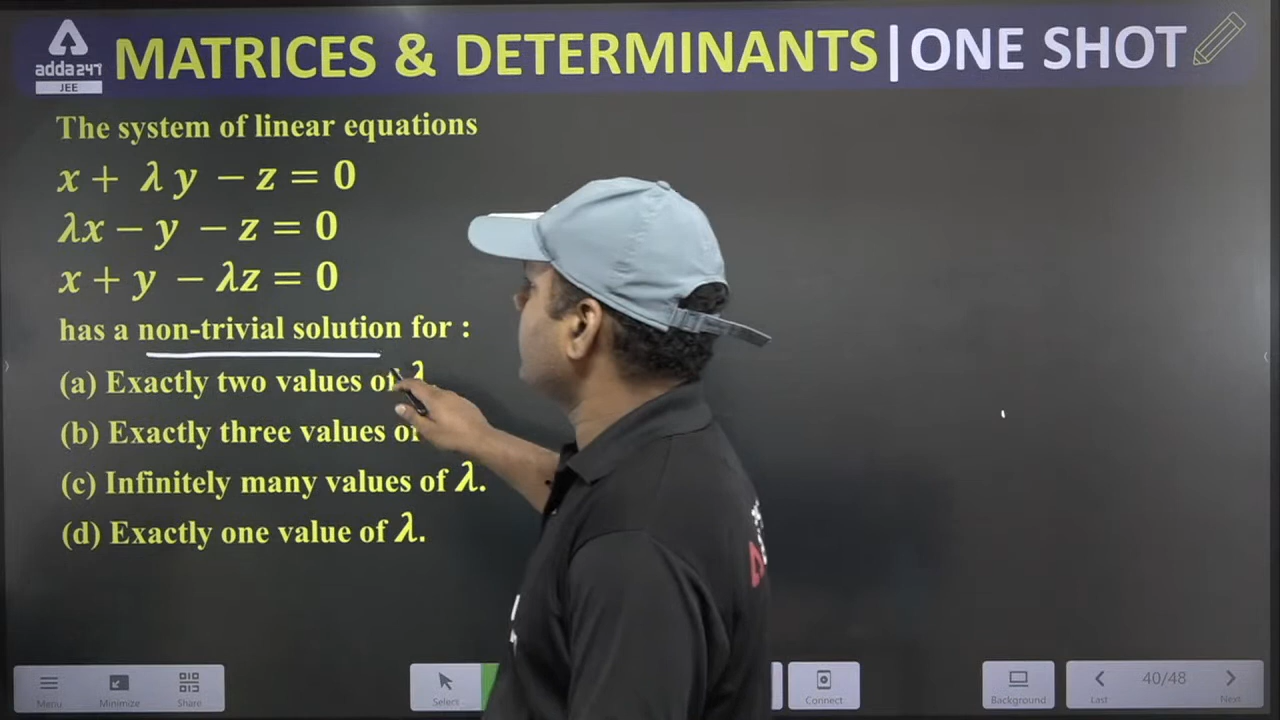 adda247
JEE
MATRICES & DETERMINANTS | ONE SHOT
The system of linear equations
x + λ y − z = 0
λx − y − z = 0
x + y − λz = 0
has a non-trivial solution for :
(a) Exactly two values of λ.
(b) Exactly three values of
(c) Infinitely many values of λ.
(d) Exactly one value of λ.
Menu
Minimize
Share
Select
Connect
Background
Last
40/48
Next